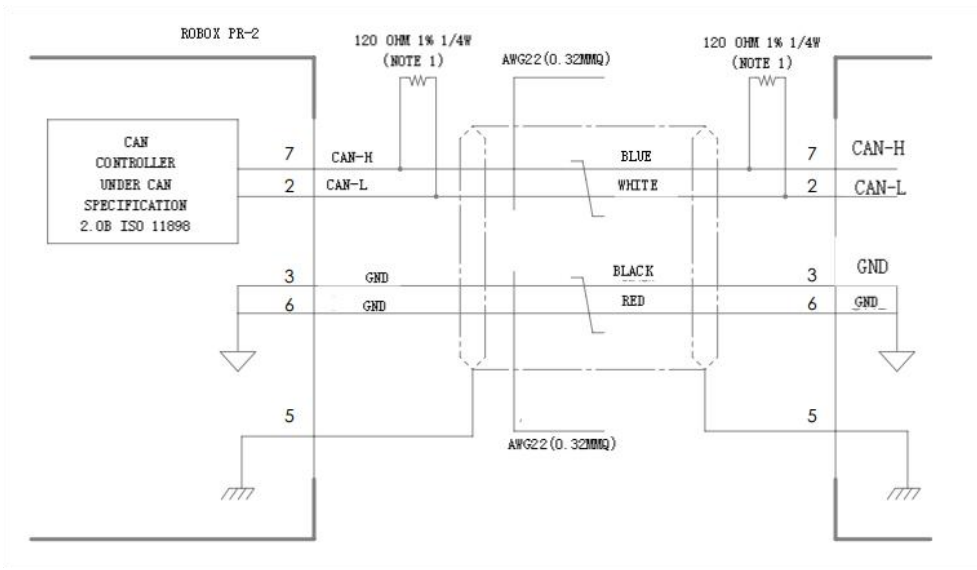 ROBOX PR-2
120 OHM 1% 1/4W
(NOTE 1)
AWG22(0.32MMQ)
120 OHM 1% 1/4W
(NOTE 1)
CAN
CONTROLLER
UNDER CAN
SPECIFICATION
2.0B ISO 11898
7
CAN-H
BLUE
7
CAN-H
2
CAN-L
WHITE
2
CAN-L
3
GND
BLACK
3
GND
6
GND
RED
6
GND_
5
5
AWG22(0.32MMQ)